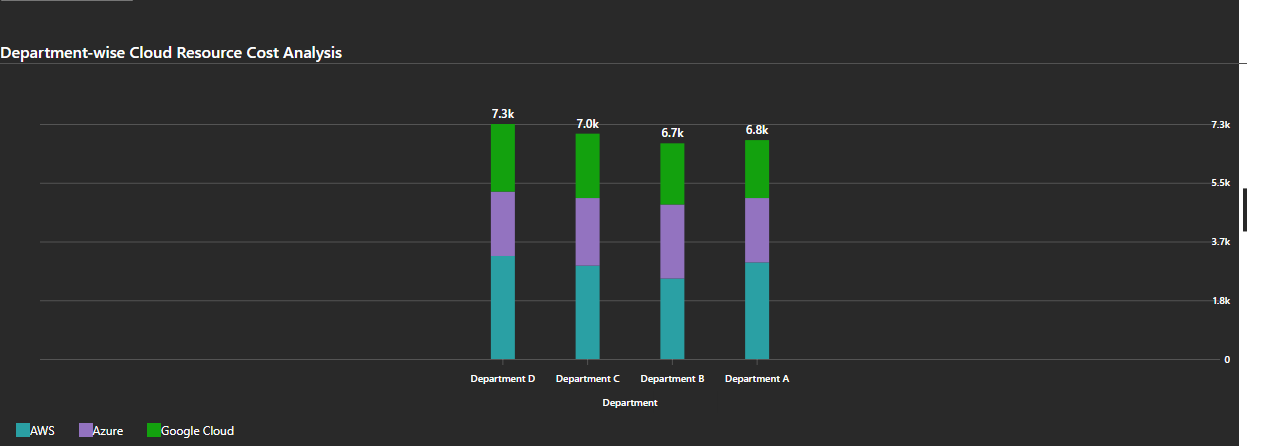 Department-wise Cloud Resource Cost Analysis
7.3k
7.0k
6.7k
6.8k
7.3k
5.5k
3.7k
1.8k
0
Department D Department C Department B Department A
Department
AWS Azure Google Cloud